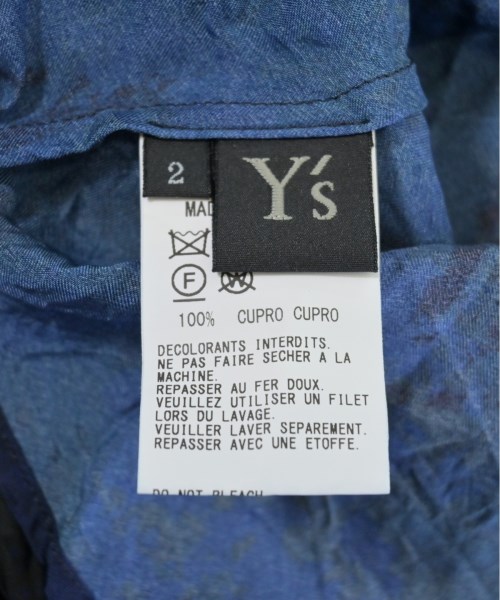 2
Y's
MAD
F
W
100% CUPRO CUPRO
DECOLORANTS INTERDITS.
NE PAS FAIRE SECHER A LA
MACHINE.
REPASSER AU FER DOUX.
VEUILLEZ UTILISER UN FILET
LORS DU LAVAGE.
VEUILLER LAVER SEPAREMENT.
REPASSER AVEC UNE ETOFFE.
DO NOT BLEACH